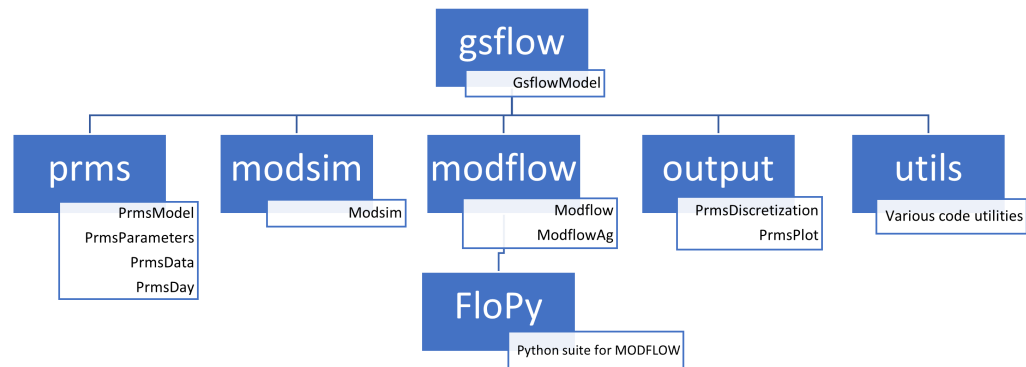 gsflow
GsflowModel
prms
PrmsModel
PrmsParameters
PrmsData
PrmsDay
modsim
Modsim
modflow
Modflow
ModflowAg
output
PrmsDiscretization
PrmsPlot
utils
Various code utilities
FloPy
Python suite for MODFLOW